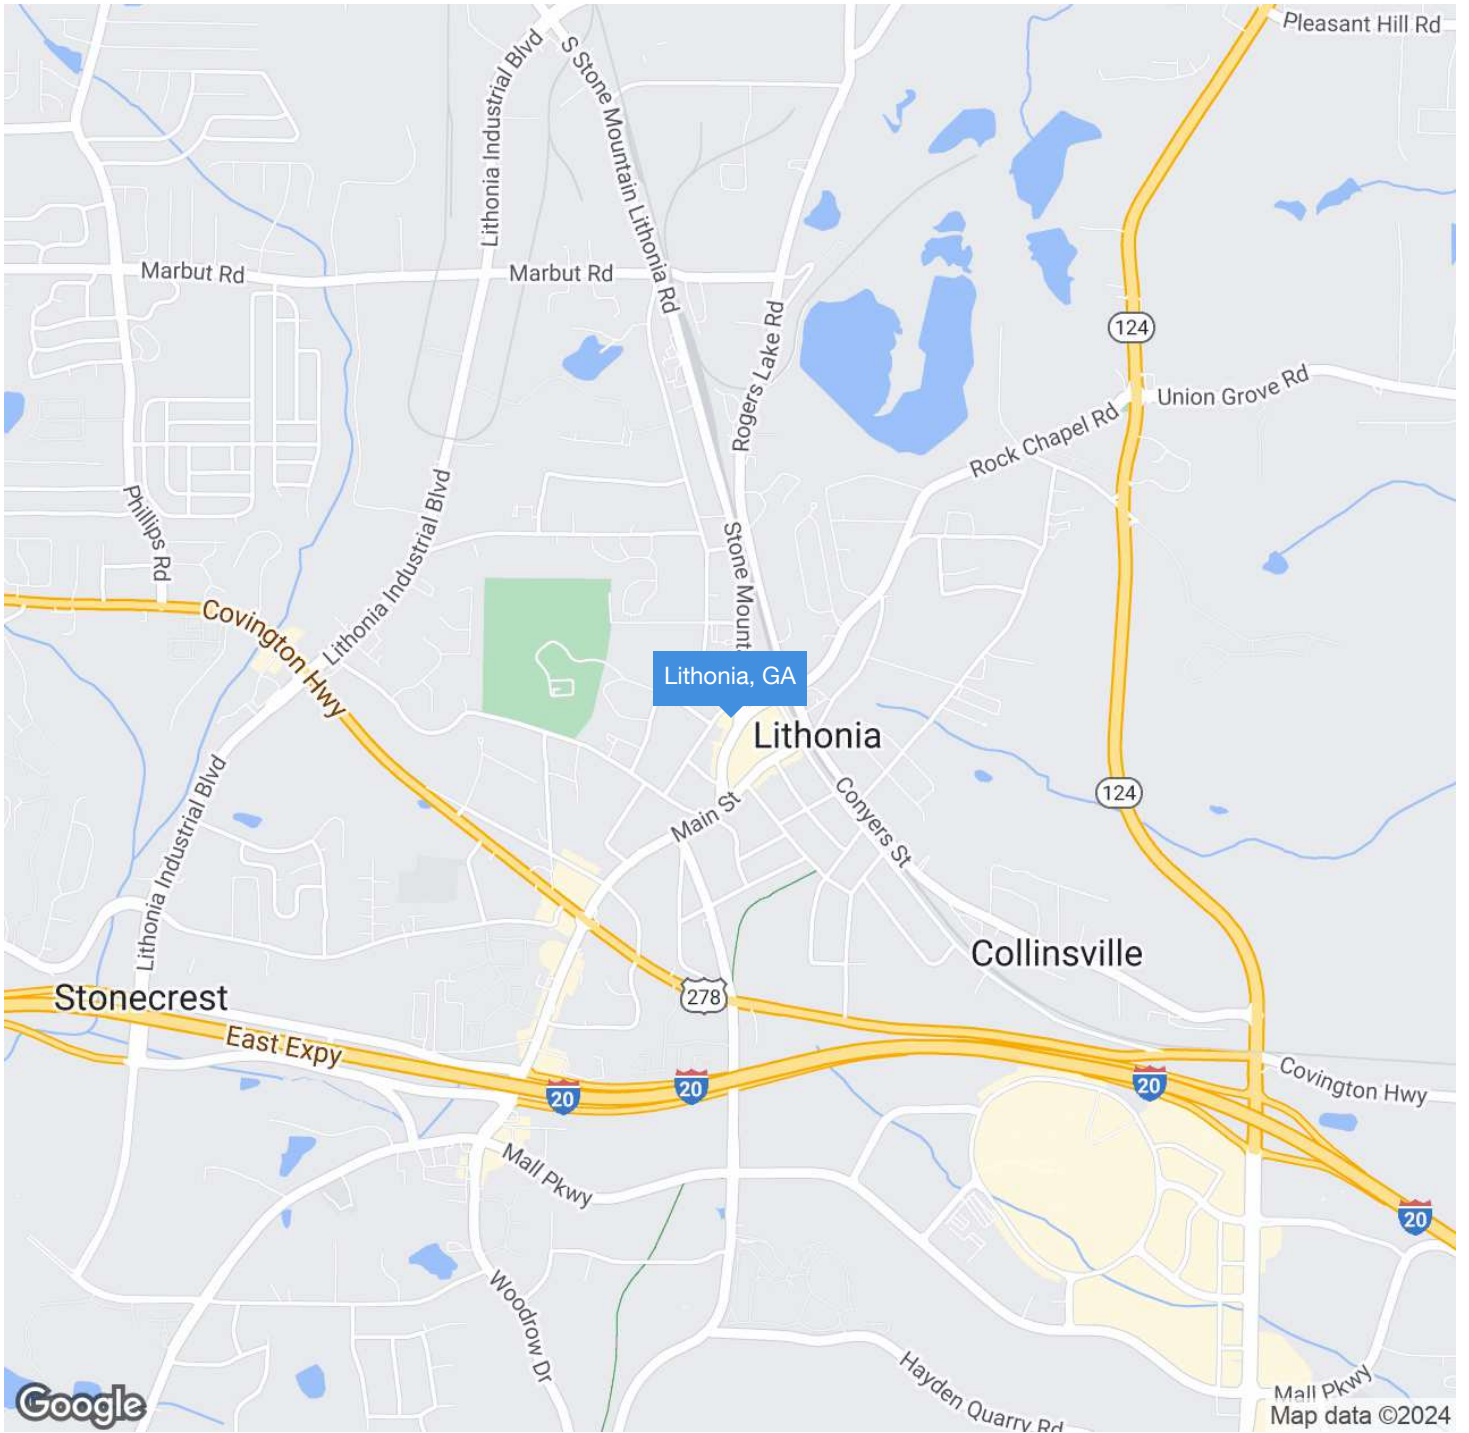 Pleasant Hill Rd
Lithonia Industrial Blvd
S Stone Mountain Lithonia Rd
Marbut Rd
Marbut Rd
124
Rogers Lake Rd
Union Grove Rd
Rock Chapel Rd
Phillips Rd
Lithonia Industrial Blvd
Stone Mount
Covington Hwy
Lithonia, GA
Lithonia
Lithonia Industrial Blvd
Main St
Conyers St
124
Collinsville
Stonecrest
278
East Expy
20
20
20
Covington Hwy
Mall Pkwy
20
Woodrow Dr
Hayden Quarry Rd
Mall Pkwy
Google
Map data ©2024